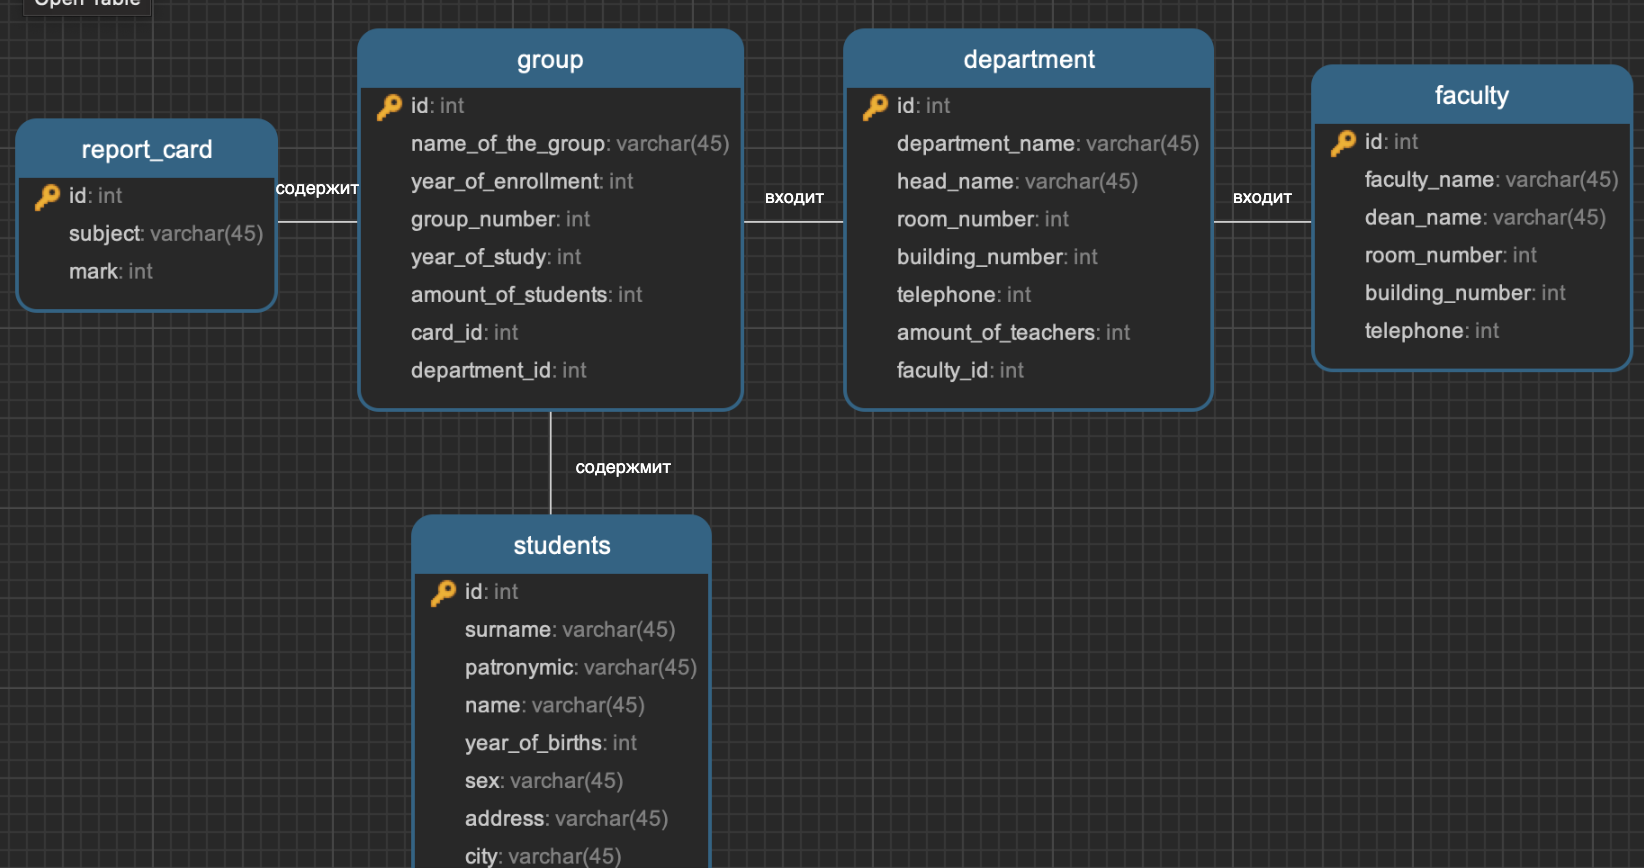 Open Table
report_card
id: int
subject: varchar(45)
mark: int
содержит
group
id: int
name_of_the_group: varchar(45)
year_of_enrollment: int
group_number: int
year_of_study: int
amount_of_students: int
card_id: int
department_id: int
входит
department
id: int
department_name: varchar(45)
head_name: varchar(45)
room_number: int
building_number: int
telephone: int
amount_of_teachers: int
faculty_id: int
входит
faculty
id: int
faculty_name: varchar(45)
dean_name: varchar(45)
room_number: int
building_number: int
telephone: int
содержмит
students
id: int
surname: varchar(45)
patronymic: varchar(45)
name: varchar(45)
year_of_births: int
sex: varchar(45)
address: varchar(45)
city: varchar(45)